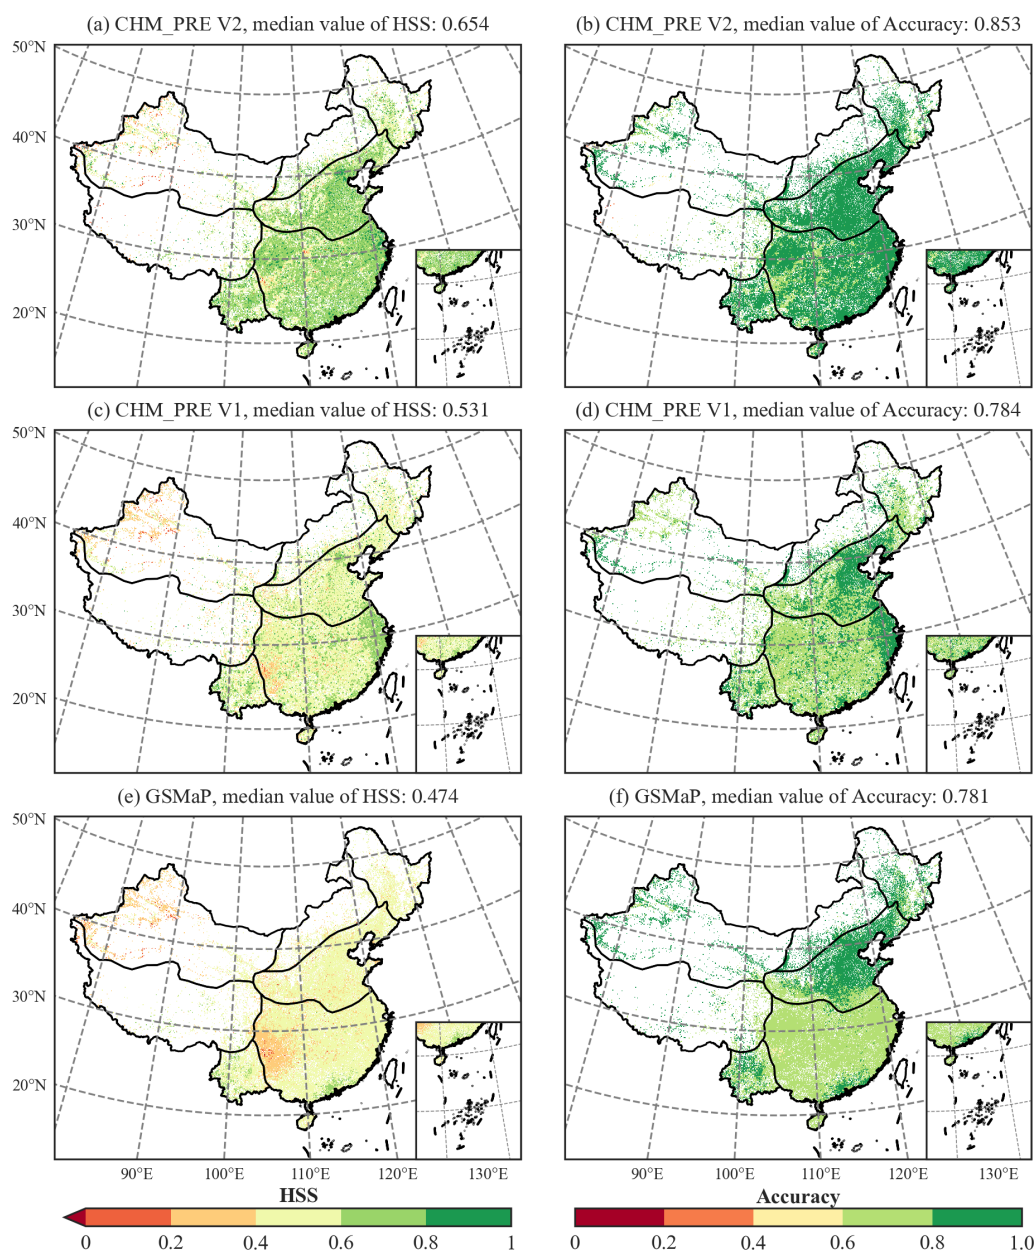 (a) CHM_PRE V2, median value of HSS: 0.654
(b) CHM_PRE V2, median value of Accuracy: 0.853
50°N
40°N
30°N
20°N
(c) CHM_PRE V1, median value of HSS: 0.531
(d) CHM_PRE V1, median value of Accuracy: 0.784
50°N
40°N
30°N
20°N
(e) GSMaP, median value of HSS: 0.474
(f) GSMaP, median value of Accuracy: 0.781
50°N
40°N
30°N
20°N
90°E 100°E 110°E 120°E 130°E
90°E 100°E 110°E 120°E 130°E
HSS
Accuracy
0 0.2 0.4 0.6 0.8 1
0 0.2 0.4 0.6 0.8 1.0